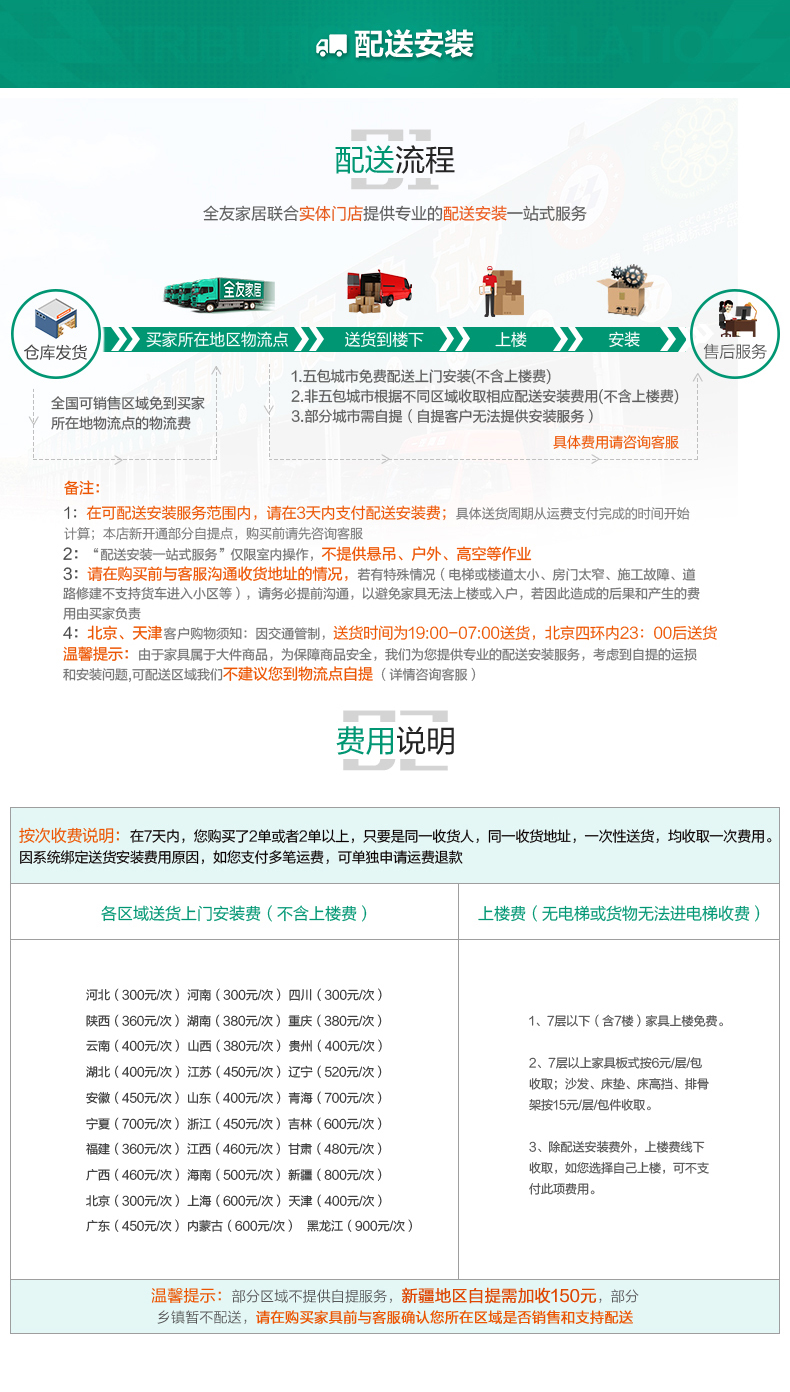 配送安装
配送流程
全友家居联合实体门店提供专业的配送安装一站式服务
全友家居
仓库发货
买家所在地区物流点
送货到楼下
上楼
安装
售后服务
全国可销售区域免到买家
所在地物流点的物流费
1.五包城市免费配送上门安装(不含上楼费)
2.非五包城市根据不同区域收取相应配送安装费用(不含上楼费)
3.部分城市需自提（自提客户无法提供安装服务）
具体费用请咨询客服
备注：
1：在可配送安装服务范围内，请在3天内支付配送安装费；具体送货周期从运费支付完成的时间开始
计算；本店新开通部分自提点，购买前请先咨询客服
2：“配送安装一站式服务”仅限室内操作，不提供悬吊、户外、高空等作业
3：请在购买前与客服沟通收货地址的情况，若有特殊情况（电梯或楼道太小、房门太窄、施工故障、道
路修建不支持货车进入小区等），请务必提前沟通，以避免家具无法上楼或入户，若因此造成的后果和产生的费
用由买家负责
4：北京、天津客户购物须知：因交通管制，送货时间为19:00-07:00送货，北京四环内23：00后送货
温馨提示：由于家具属于大件商品，为保障商品安全，我们为您提供专业的配送安装服务，考虑到自提的运损
和安装问题,可配送区域我们不建议您到物流点自提（详情咨询客服）
费用说明
按次收费说明：在7天内，您购买了2单或者2单以上，只要是同一收货人，同一收货地址，一次性送货，均收取一次费用。
因系统绑定送货安装费用原因，如您支付多笔运费，可单独申请运费退款
各区域送货上门安装费（不含上楼费）
上楼费（无电梯或货物无法进电梯收费）
河北（300元/次）河南（300元/次）四川（300元/次）
陕西（360元/次）湖南（380元/次）重庆（380元/次）
云南（400元/次）山西（380元/次）贵州（400元/次）
湖北（400元/次）江苏（450元/次）辽宁（520元/次）
安徽（450元/次）山东（400元/次）青海（700元/次）
宁夏（700元/次）浙江（450元/次）吉林（600元/次）
福建（360元/次）江西（460元/次）甘肃（480元/次）
广西（460元/次）海南（500元/次）新疆（800元/次）
北京（300元/次）上海（600元/次）天津（400元/次）
广东（450元/次）内蒙古（600元/次） 黑龙江（900元/次）
1、7层以下（含7楼）家具上楼免费。
2、7层以上家具板式按6元/层/包
收取；沙发、床垫、床高挡、排骨
架按15元/层/包件收取。
3、除配送安装费外，上楼费线下
收取，如您选择自己上楼，可不支
付此项费用。
温馨提示：部分区域不提供自提服务，新疆地区自提需加收150元，部分
乡镇暂不配送，请在购买家具前与客服确认您所在区域是否销售和支持配送